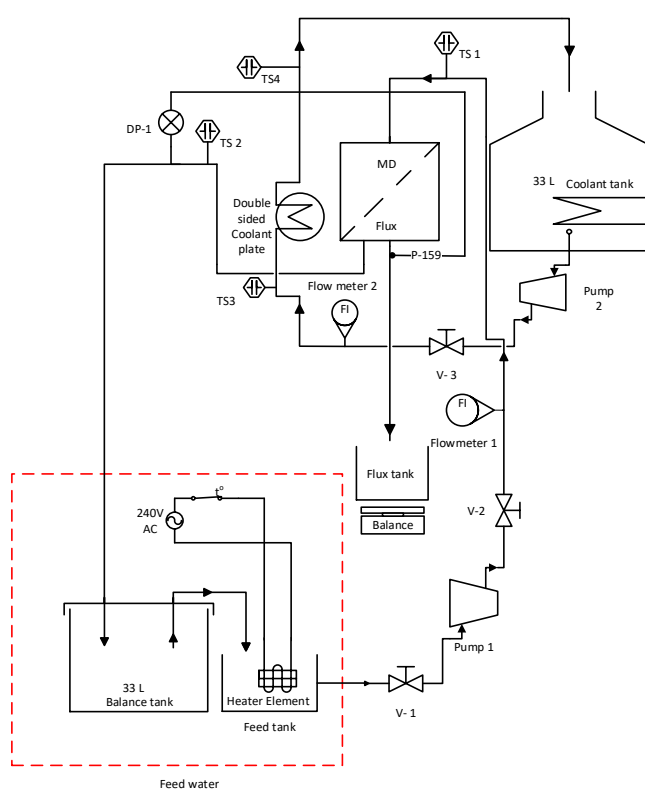 TS 1
TS4
DP-1
TS 2
MD
33 L
Coolant tank
Double
sided
Coolant
plate
Flux
P-159
TS3
Flow meter 2
Pump
2
FI
V- 3
FI
Flowmeter 1
Flux tank
t°
240V
AC
V-2
Balance
Pump 1
33 L
Balance tank
Heater Element
Feed tank
V- 1
Feed water